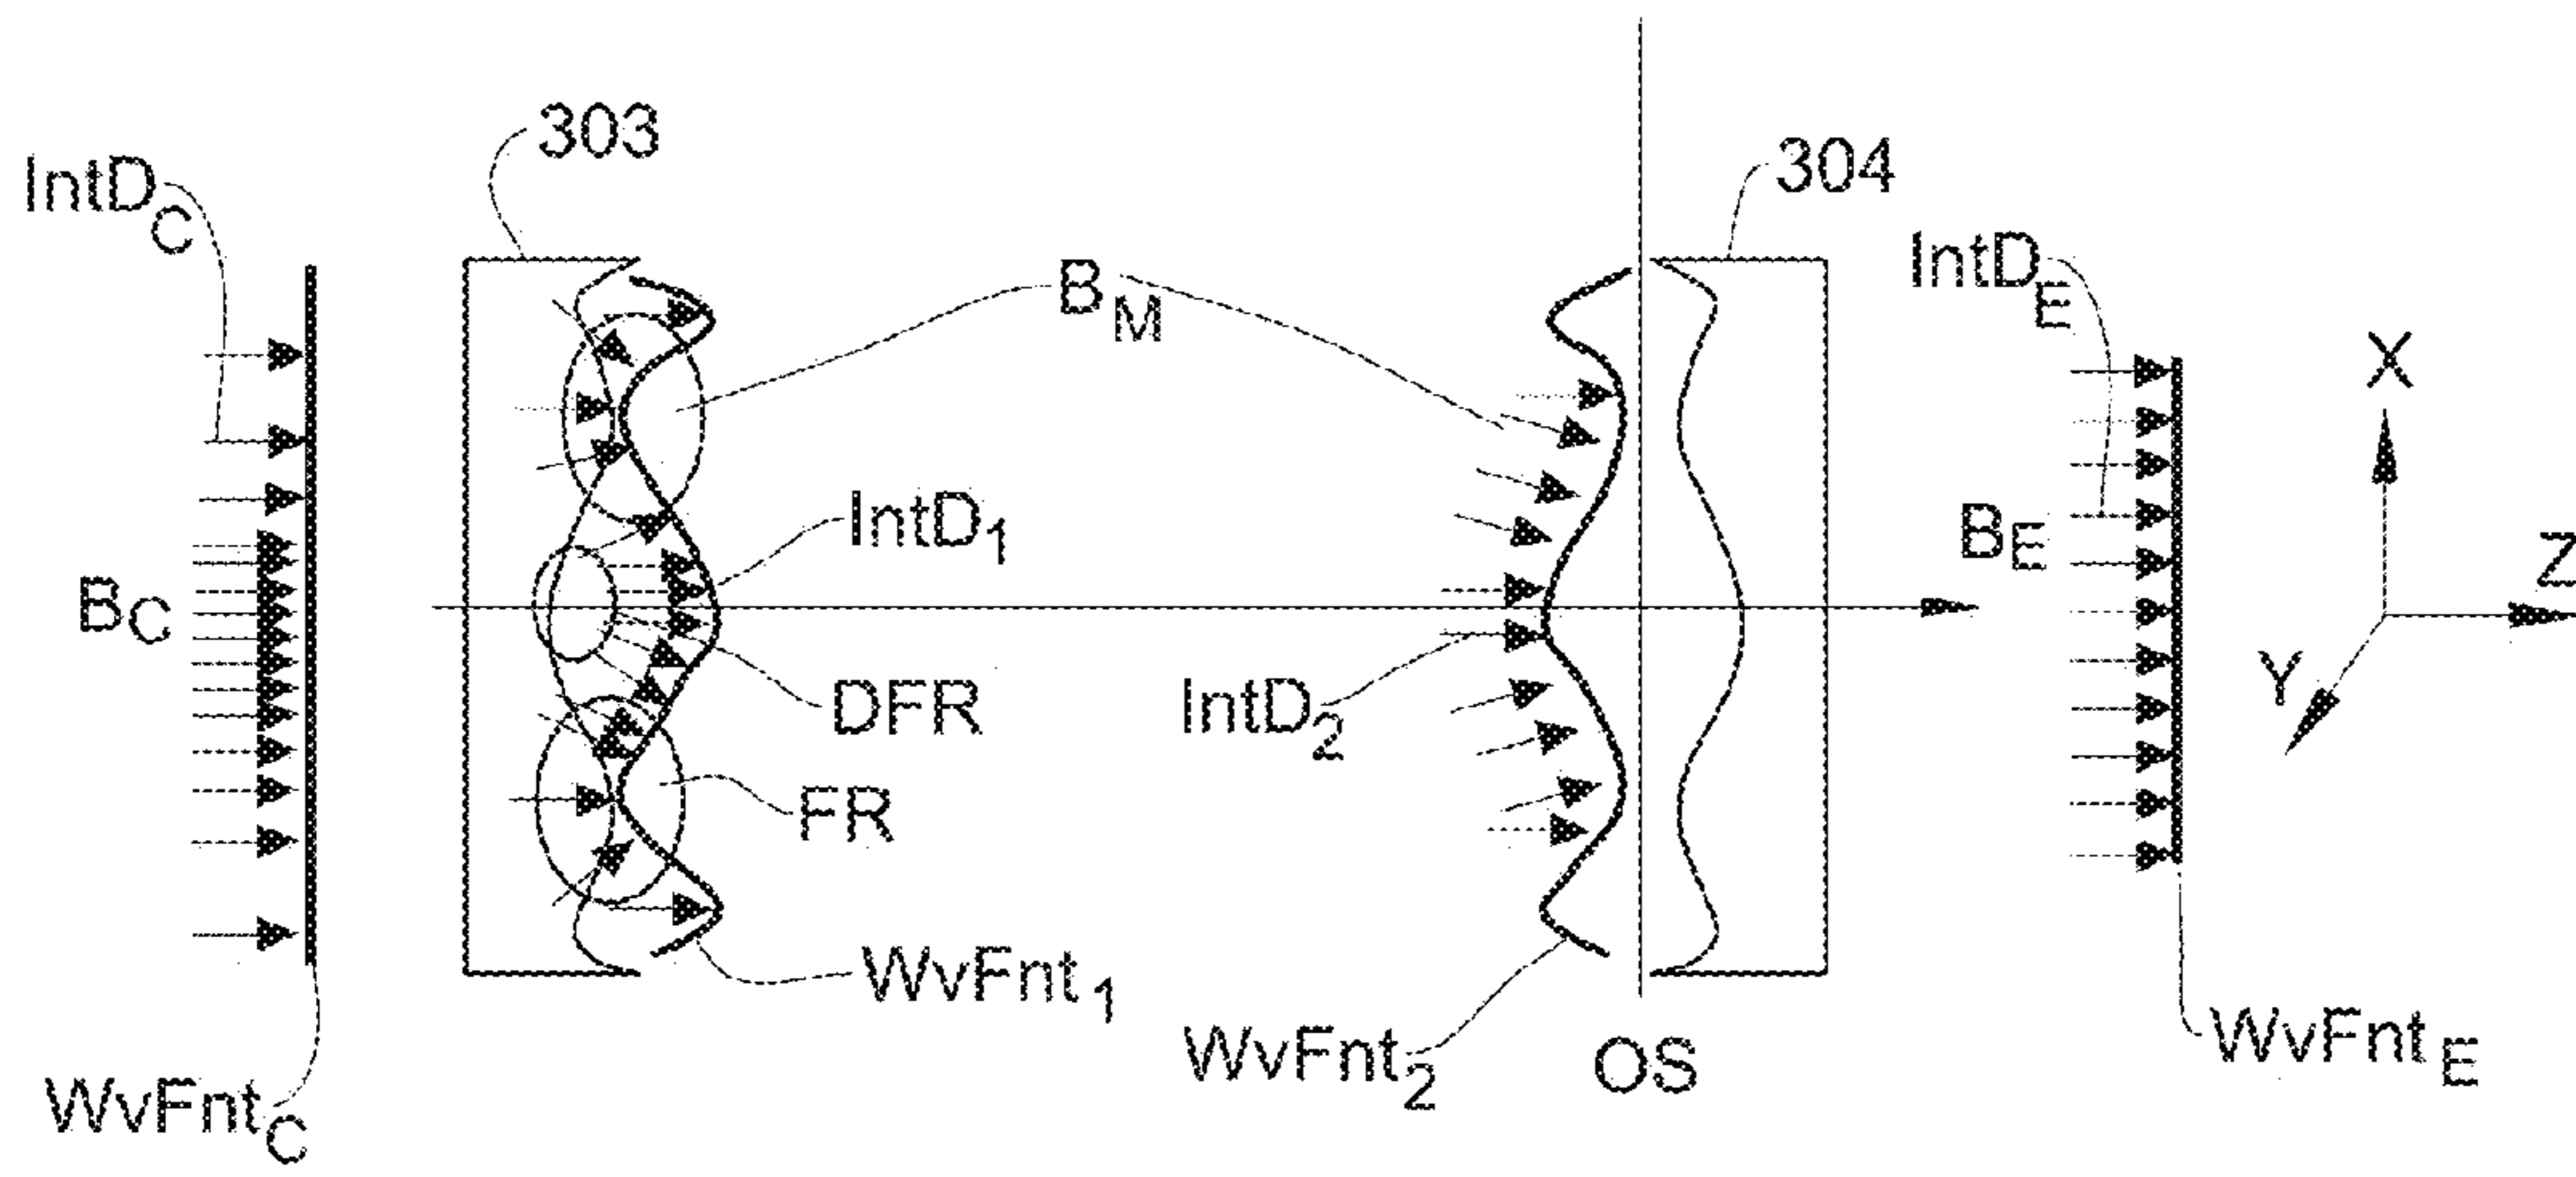 303
IntD_C
304
IntD_E
B_M
X
IntD_1
B_E
Z
B_C
DFR
IntD_2
Y
FR
WvFnt_1
WvFnt_2
OS
WvFnt_E
WvFnt_C